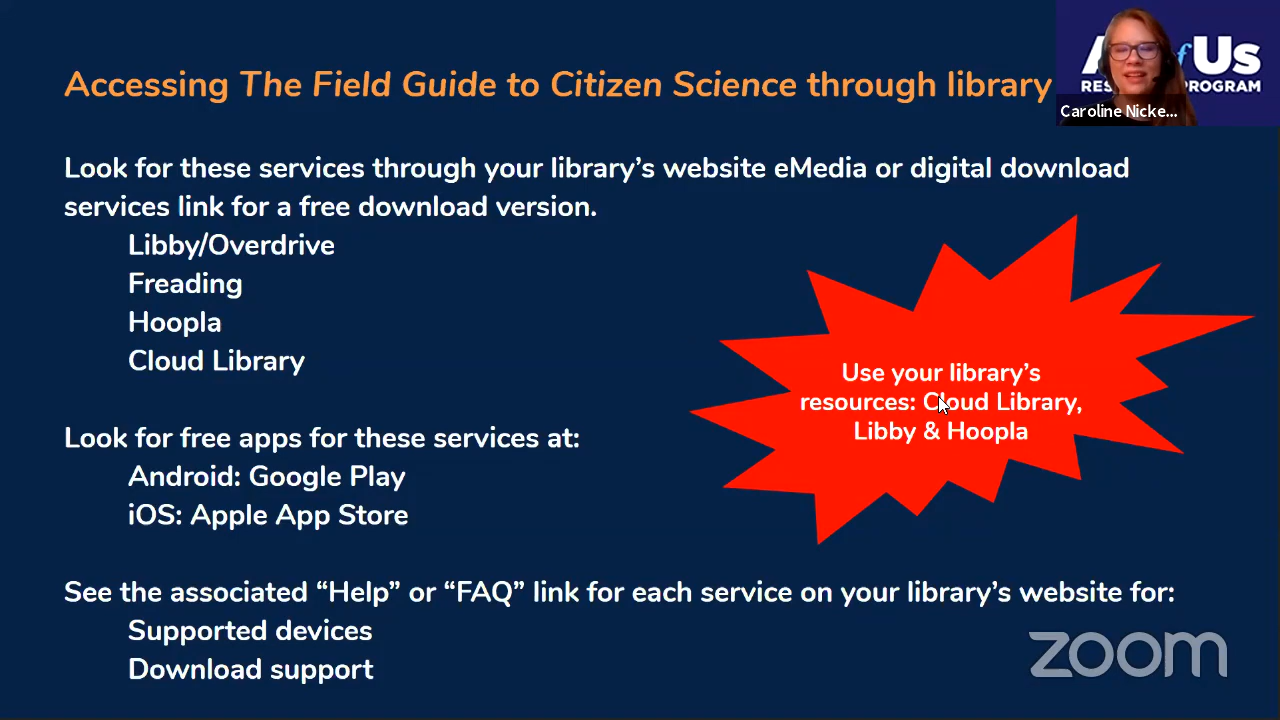 Accessing The Field Guide to Citizen Science through library
Look for these services through your library’s website eMedia or digital download
services link for a free download version.
Libby/Overdrive
Freading
Hoopla
Cloud Library
Look for free apps for these services at:
Android: Google Play
iOS: Apple App Store
See the associated “Help” or “FAQ” link for each service on your library’s website for:
Supported devices
Download support
Use your library’s
resources: Cloud Library,
Libby & Hoopla
Us
PROGRAM
Caroline Nicke...
zoom